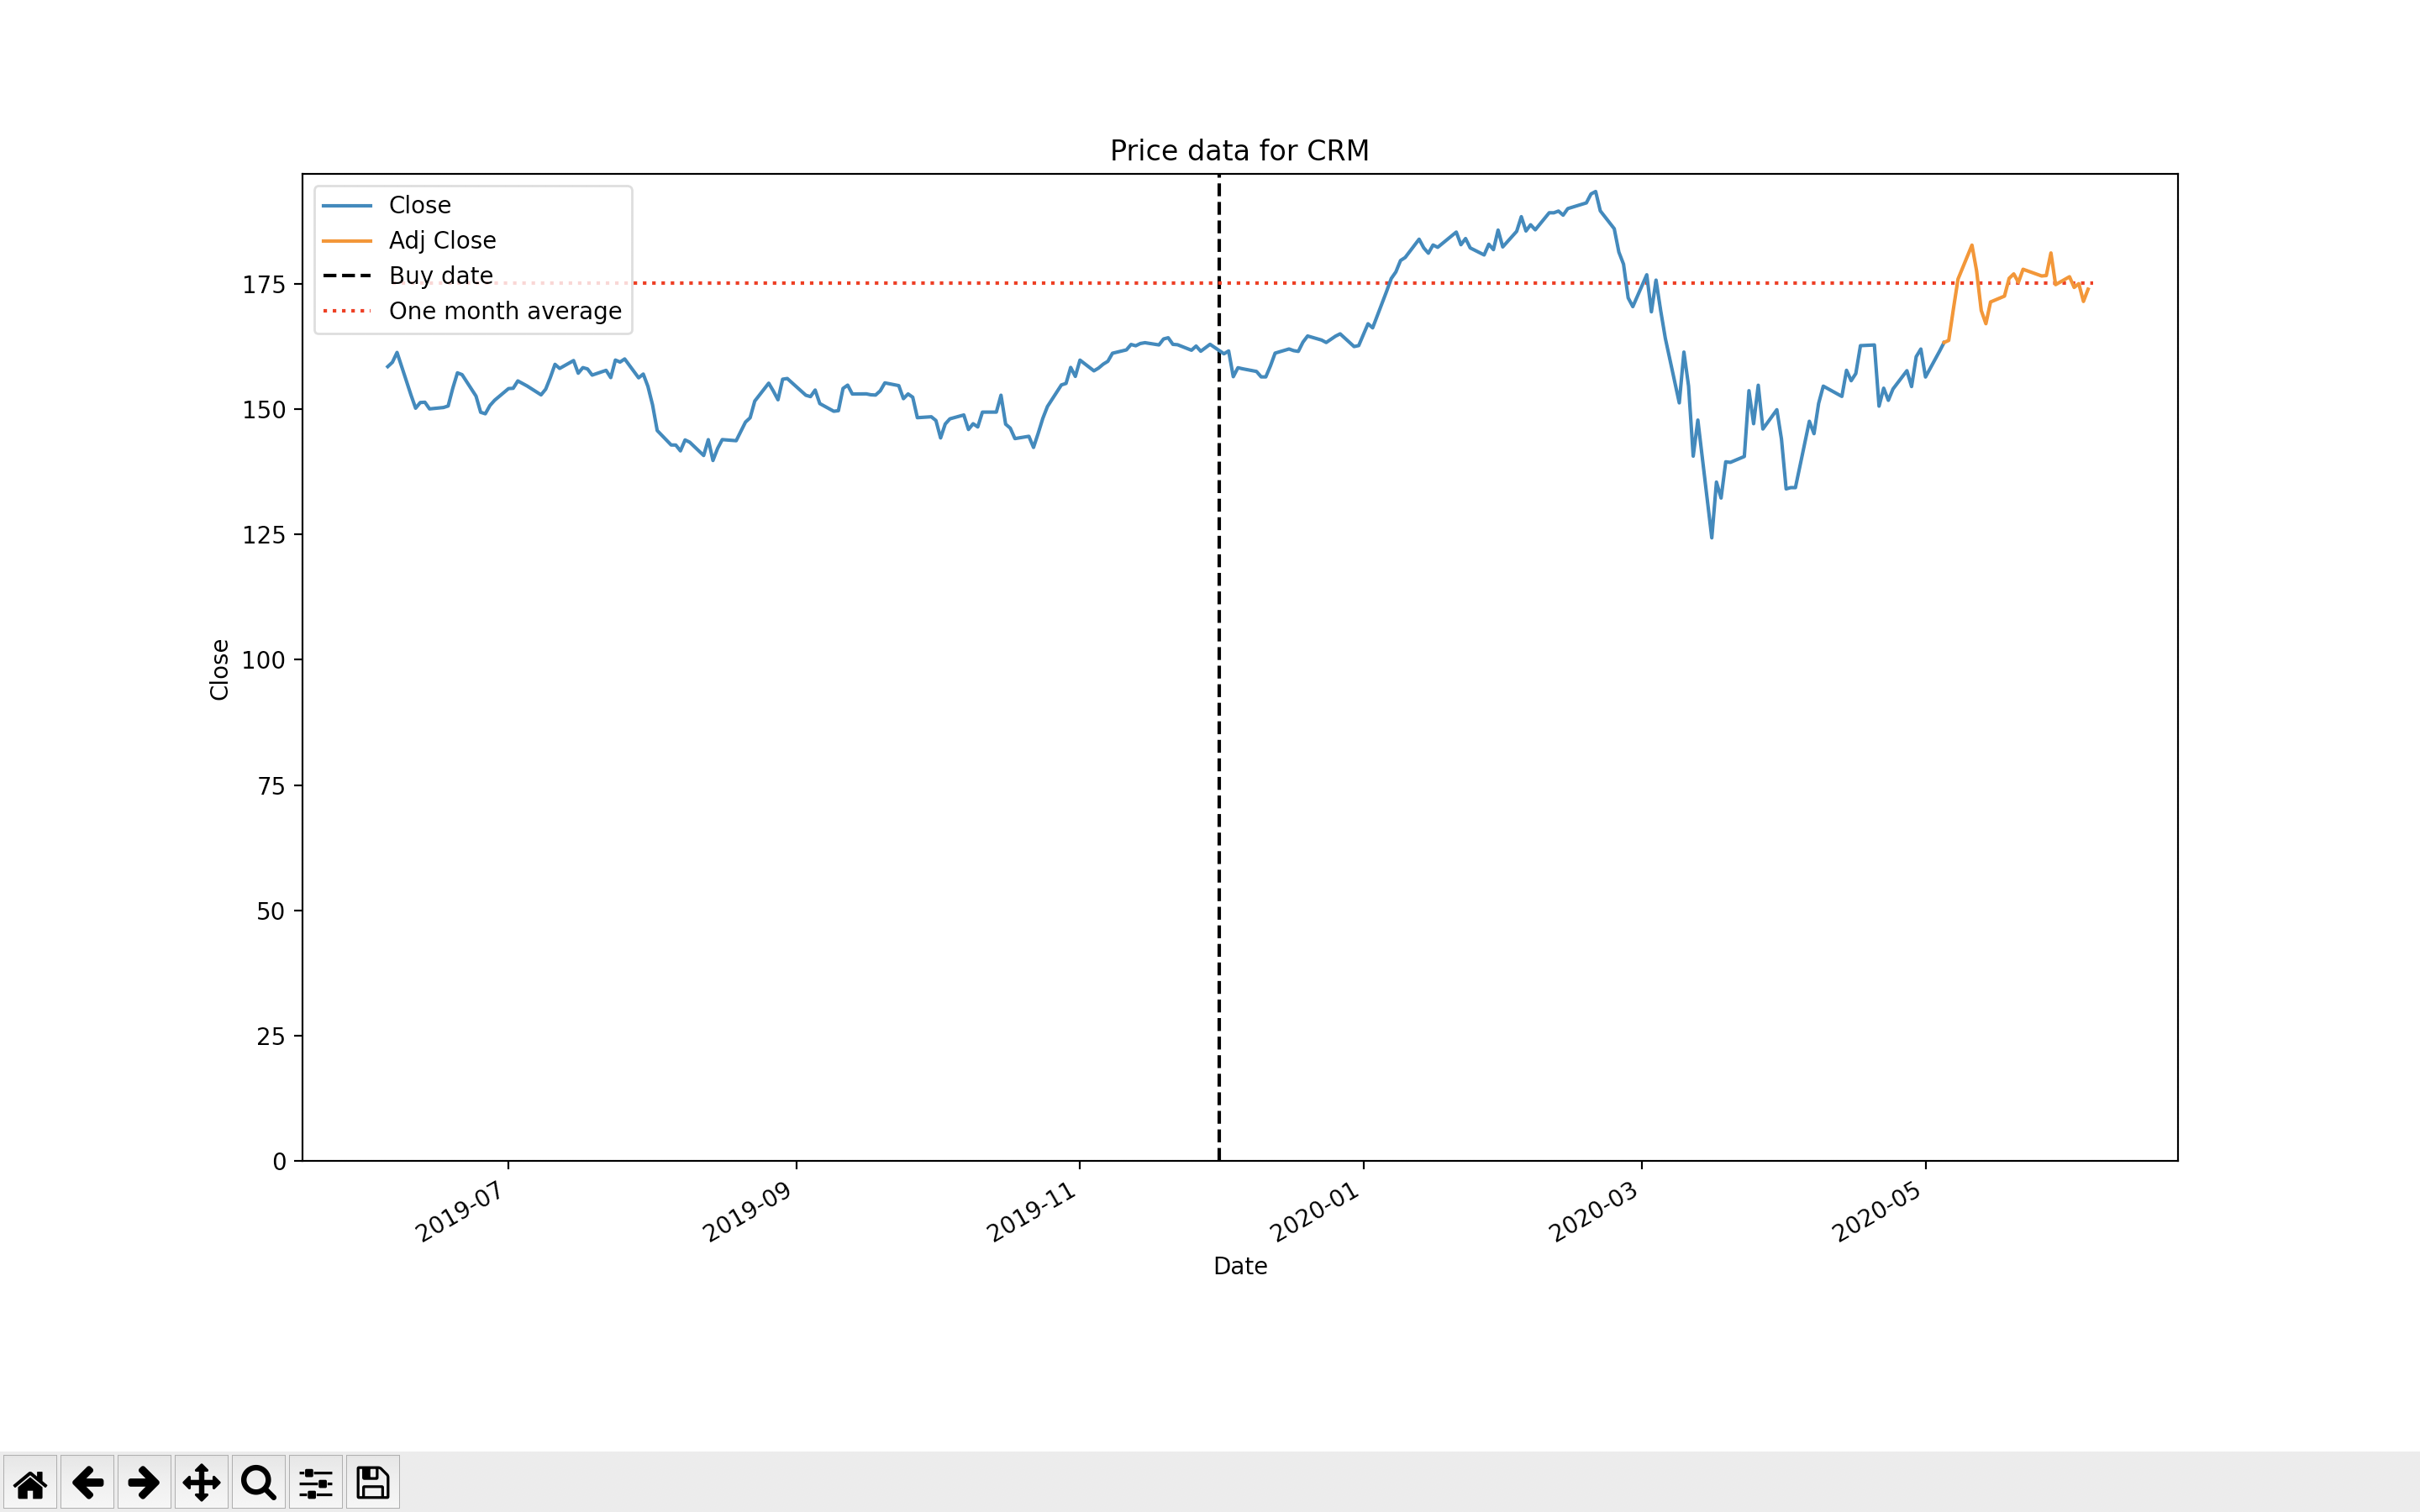 Price data for CRM
Close
Adj Close
Buy date
One month average
175
150
125
100
75
50
25
0
Close
2019-07
2019-09
2019-11
2020-01
2020-03
2020-05
Date